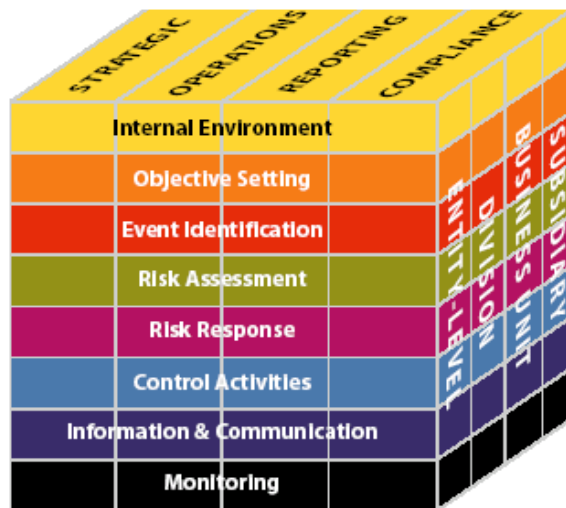 STRATEGIC
OPERATIONS
REPORTING
COMPLIANCE
Internal Environment
Objective Setting
Event Identification
Risk Assessment
Risk Response
Control Activities
Information & Communication
Monitoring
ENTITY-LEVEL
DIVISION
BUSINESS UNIT
SUBSIDIARY